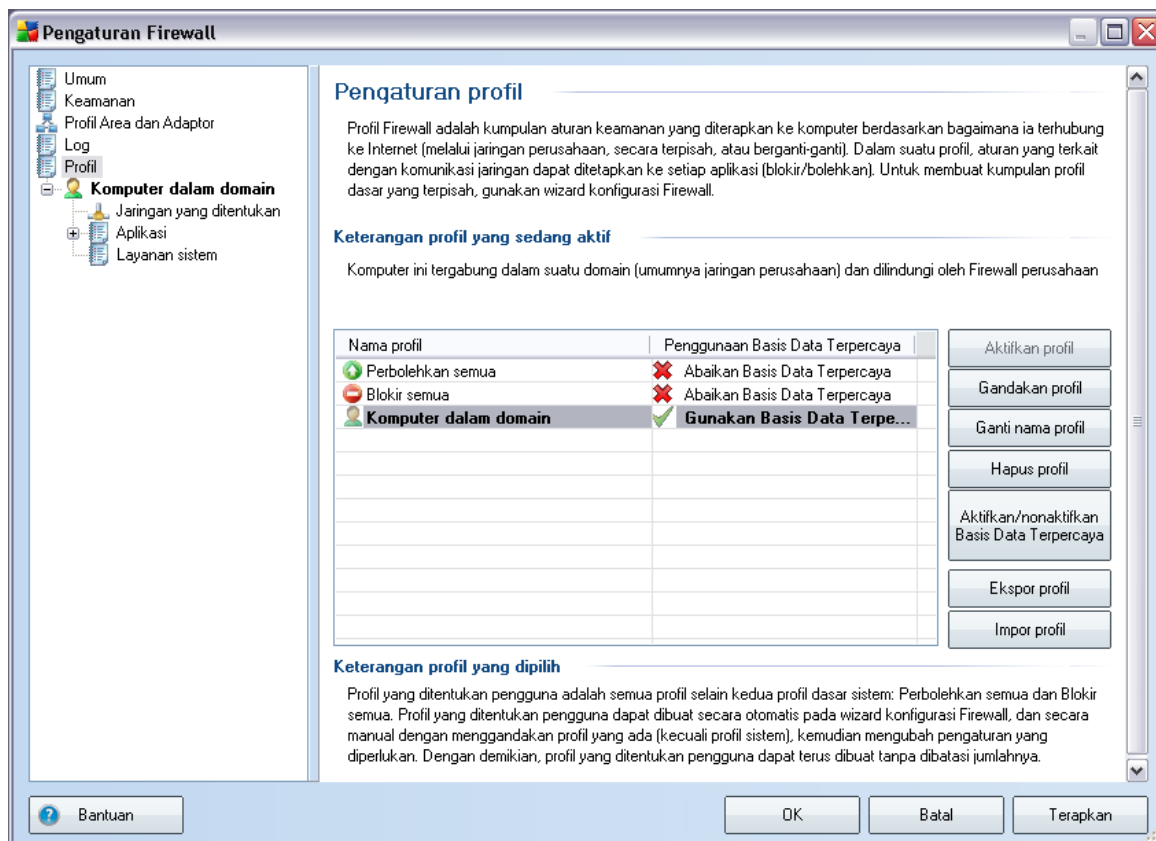 Pengaturan Firewall
Umum
Keamanan
Profil Area dan Adaptor
Log
Profil
Komputer dalam domain
Jaringan yang ditentukan
Aplikasi
Layanan sistem
Pengaturan profil
Profil Firewall adalah kumpulan aturan keamanan yang diterapkan ke komputer berdasarkan bagaimana ia terhubung
ke Internet (melalui jaringan perusahaan, secara terpisah, atau berganti-ganti). Dalam suatu profil, aturan yang terkait
dengan komunikasi jaringan dapat ditetapkan ke setiap aplikasi (blokir/bolehkan). Untuk membuat kumpulan profil
dasar yang terpisah, gunakan wizard konfigurasi Firewall.
Keterangan profil yang sedang aktif
Komputer ini tergabung dalam suatu domain (umumnya jaringan perusahaan) dan dilindungi oleh Firewall perusahaan
Nama profil Penggunaan Basis Data Terpercaya
Perbolehkan semua Abaikan Basis Data Terpercaya
Blokir semua Abaikan Basis Data Terpercaya
Komputer dalam domain Gunakan Basis Data Terpe...
Aktifkan profil
Gandakan profil
Ganti nama profil
Hapus profil
Aktifkan/nonaktifkan
Basis Data Terpercaya
Ekspor profil
Impor profil
Keterangan profil yang dipilih
Profil yang ditentukan pengguna adalah semua profil selain kedua profil dasar sistem: Perbolehkan semua dan Blokir
semua. Profil yang ditentukan pengguna dapat dibuat secara otomatis pada wizard konfigurasi Firewall, dan secara
manual dengan menggandakan profil yang ada (kecuali profil sistem), kemudian mengubah pengaturan yang
diperlukan. Dengan demikian, profil yang ditentukan pengguna dapat terus dibuat tanpa dibatasi jumlahnya.
Bantuan
OK
Batal
Terapkan